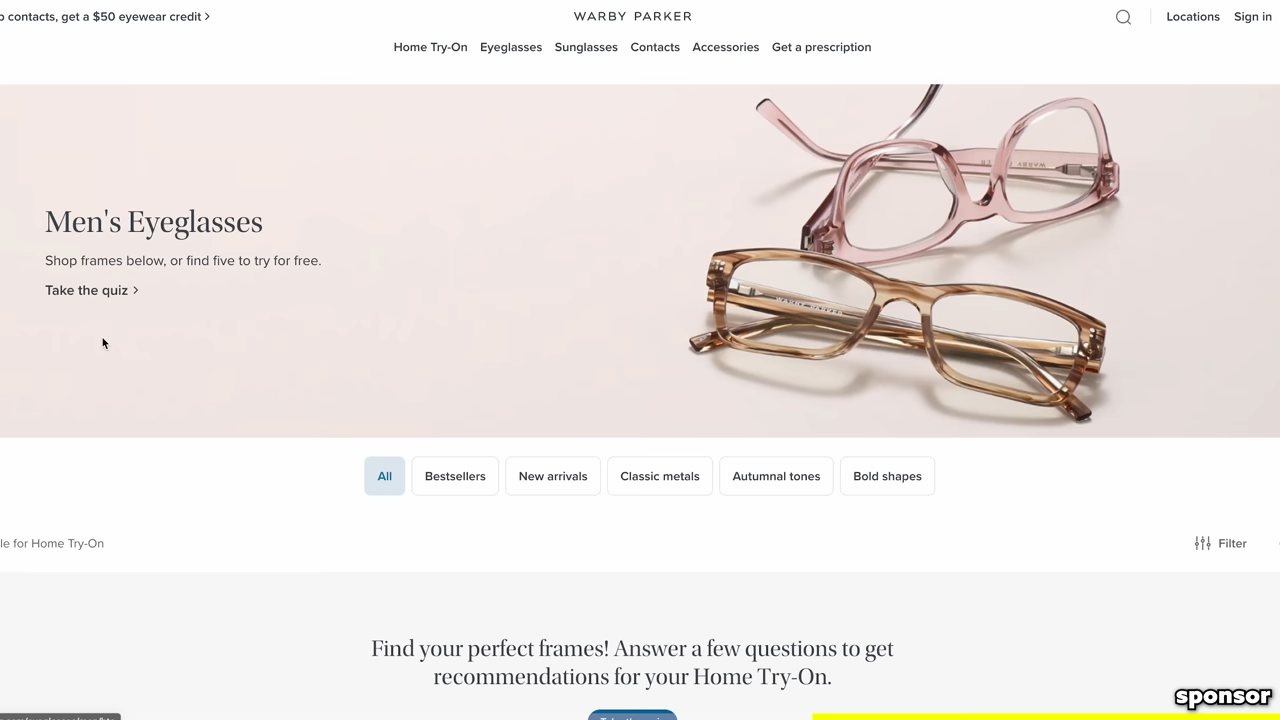 contacts, get a $50 eyewear credit >
WARBY PARKER
Locations
Sign in
Home Try-On
Eyeglasses
Sunglasses
Contacts
Accessories
Get a prescription
Men's Eyeglasses
Shop frames below, or find five to try for free.
Take the quiz >
WARBY PARKER
All
Bestsellers
New arrivals
Classic metals
Autumnal tones
Bold shapes
le for Home Try-On
Filter
Find your perfect frames! Answer a few questions to get
recommendations for your Home Try-On.
sponsor